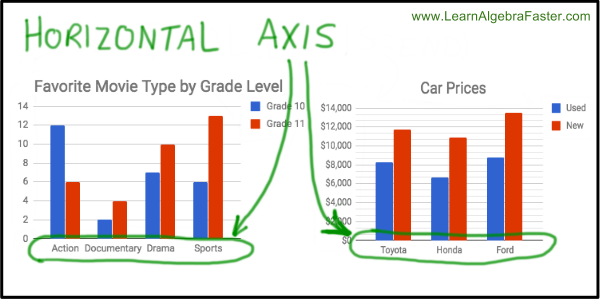 www.LearnAlgebraFaster.com
HORIZONTAL AXIS
Favorite Movie Type by Grade Level
Grade 10
Grade 11
14
12
10
8
6
4
2
0
Action Documentary Drama Sports
Car Prices
Used
New
$14,000
$12,000
$10,000
$8,000
$6,000
$4,000
$2,000
$0
Toyota Honda Ford